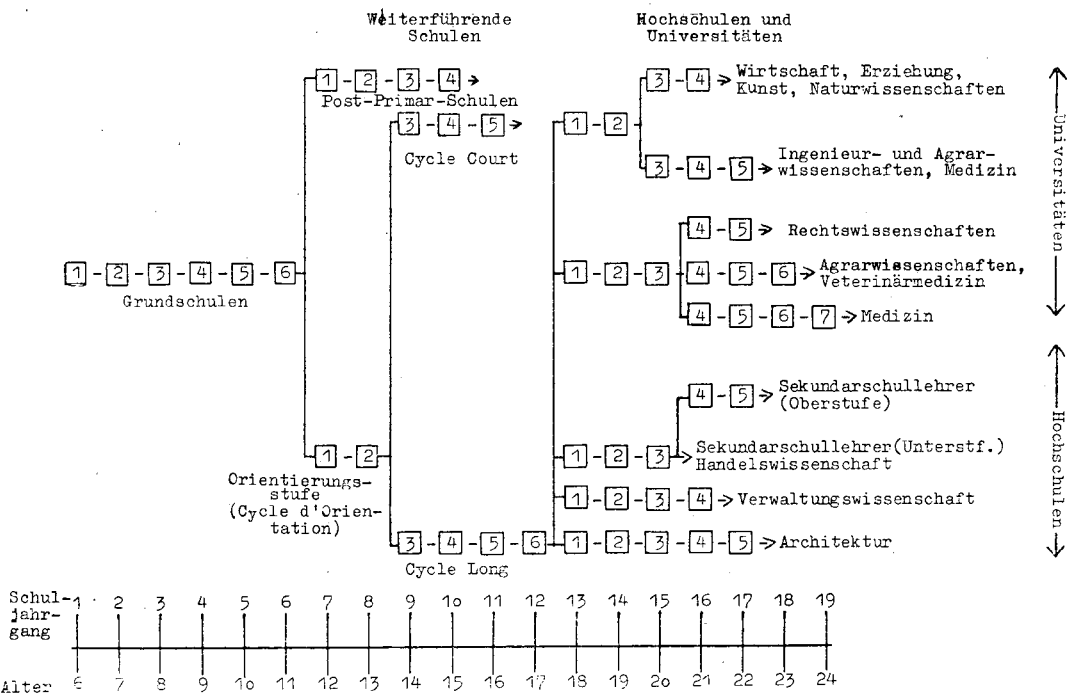 Weiterführende
Schulen
Hochschulen und
Universitäten
1 - 2 - 3 - 4
Post-Primar-Schulen
3 - 4 - 5
Cycle Court
1 - 2
3 - 4
Wirtschaft, Erziehung,
Kunst, Naturwissenschaften
3 - 4 - 5
Ingenieur- und Agrar-
wissenschaften, Medizin
Universitäten
1 - 2 - 3 - 4 - 5 - 6
Grundschulen
1 - 2 - 3
4 - 5
Rechtswissenschaften
4 - 5 - 6
Agrarwissenschaften,
Veterinärmedizin
4 - 5 - 6 - 7
Medizin
1 - 2
Orientierungs-
stufe
(Cycle d'Orien-
tation)
4 - 5
Sekundarschullehrer
(Oberstufe)
1 - 2 - 3
Sekundarschullehrer(Unterstf.)
Handelswissenschaft
1 - 2 - 3 - 4
Verwaltungswissenschaft
3 - 4 - 5 - 6
Cycle Long
1 - 2 - 3 - 4 - 5
Architektur
Hochschulen
Schul-
jahr-
gang
1 2 3 4 5 6 7 8 9 10 11 12 13 14 15 16 17 18 19
Alter 6 7 8 9 10 11 12 13 14 15 16 17 18 19 20 21 22 23 24